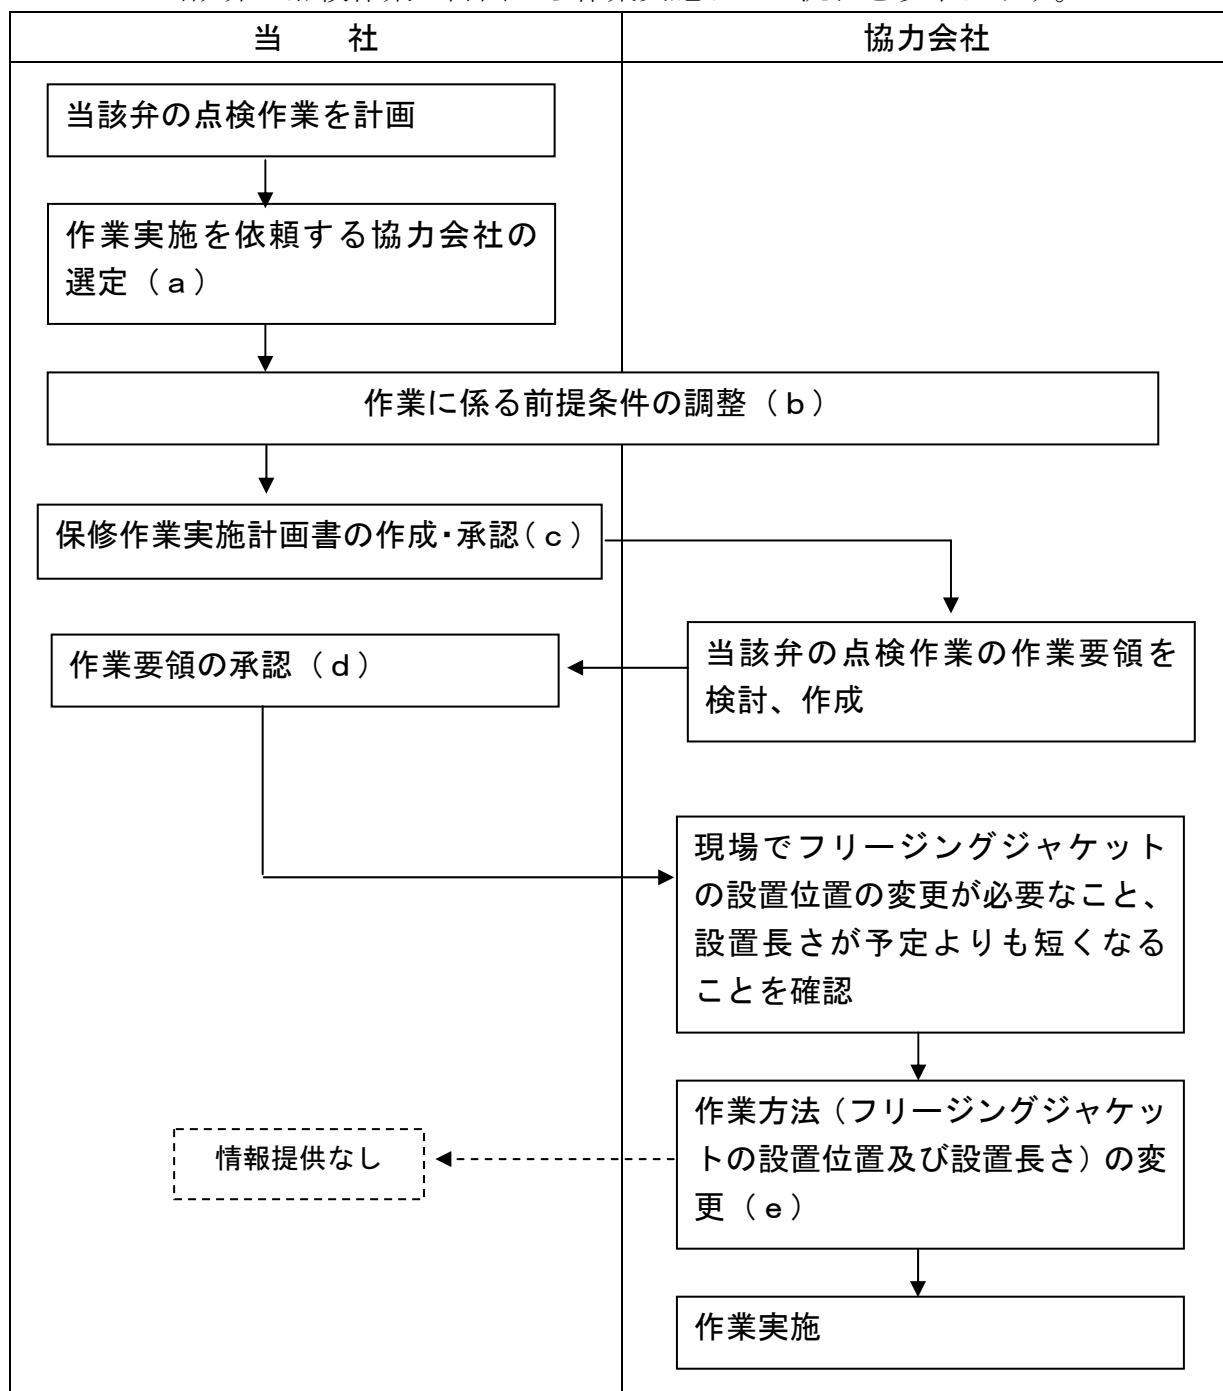 当　　社
協力会社
当該弁の点検作業を計画
作業実施を依頼する協力会社の
選定（ａ）
作業に係る前提条件の調整（ｂ）
保修作業実施計画書の作成・承認（ｃ）
作業要領の承認（ｄ）
当該弁の点検作業の作業要領を
検討、作成
現場でフリージングジャケット
の設置位置の変更が必要なこと、
設置長さが予定よりも短くなる
ことを確認
作業方法（フリージングジャケッ
トの設置位置及び設置長さ）の変
更（ｅ）
情報提供なし
作業実施